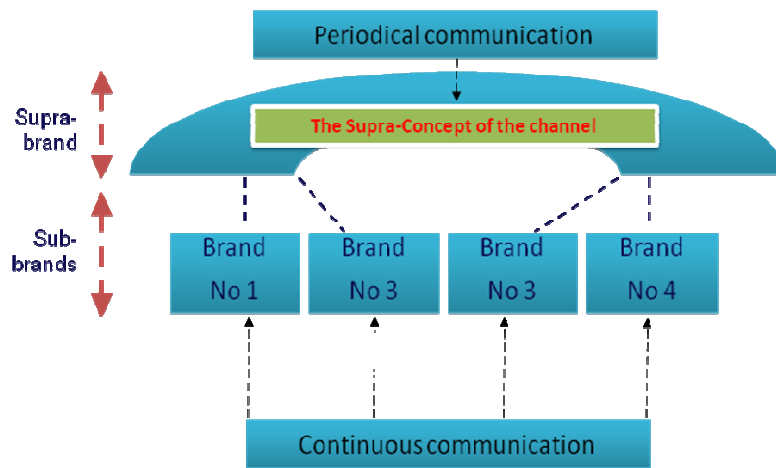 Periodical communication
Supra-
brand
The Supra-Concept of the channel
Sub-
brands
Brand
No 1
Brand
No 3
Brand
No 3
Brand
No 4
Continuous communication